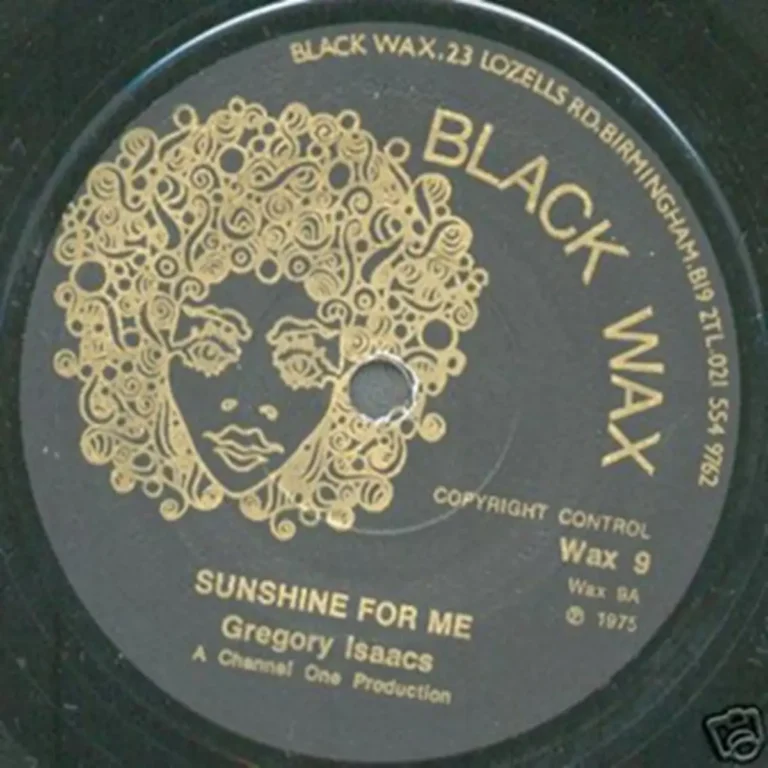 BLACK WAX.23 LOZELLS RD.BIRMINGHAM.B19 2TL.021 554 9762
BLACK WAX
COPYRIGHT CONTROL
Wax 9
Wax 9A
℗ 1975
SUNSHINE FOR ME
Gregory Isaacs
A Channel One Production